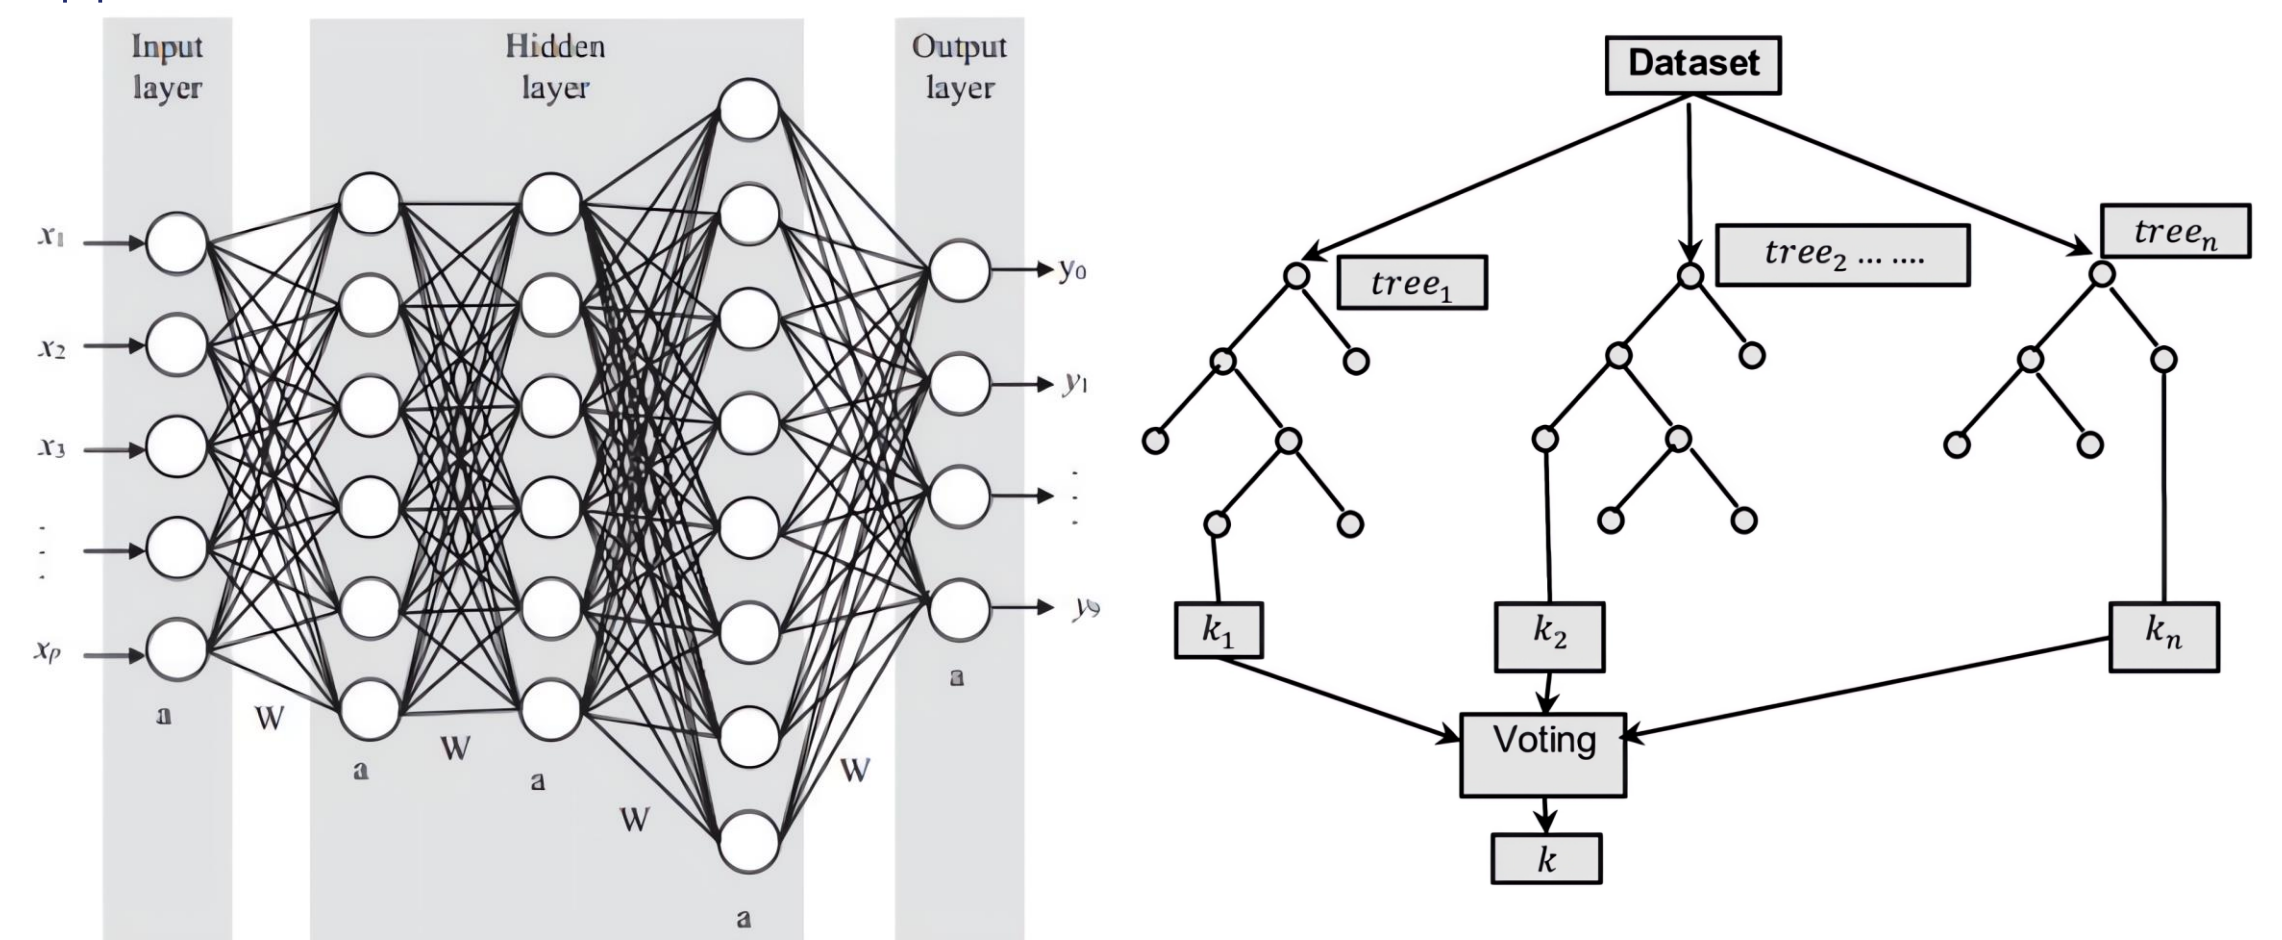 Input
layer
Hidden
layer
Output
layer
x₁
x₂
x₃
xₚ
y₀
y₁
y₉
a
W
a
W
a
W
a
W
a
Dataset
tree₁
tree₂ ... ....
treeₙ
k₁
k₂
kₙ
Voting
k